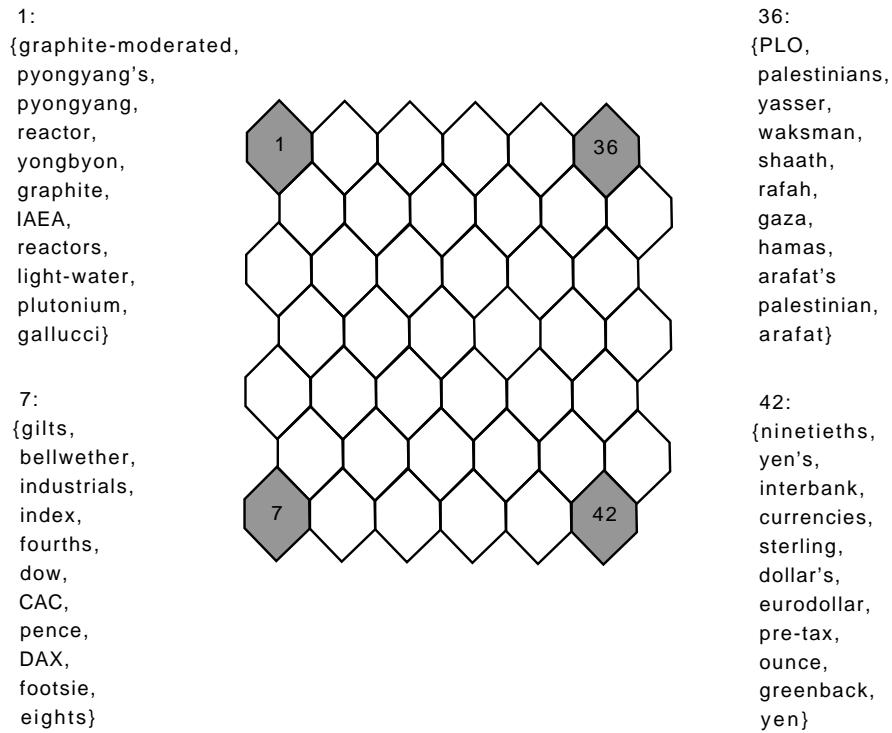 1:
{graphite-moderated,
pyongyang's,
pyongyang,
reactor,
yongbyon,
graphite,
IAEA,
reactors,
light-water,
plutonium,
gallucci}
7:
{gilts,
bellwether,
industrials,
index,
fourths,
dow,
CAC,
pence,
DAX,
footsie,
eights}
1
36
7
42
36:
{PLO,
palestinians,
yasser,
waksman,
shaath,
rafah,
gaza,
hamas,
arafat's
palestinian,
arafat}
42:
{ninetieths,
yen's,
interbank,
currencies,
sterling,
dollar's,
eurodollar,
pre-tax,
ounce,
greenback,
yen}